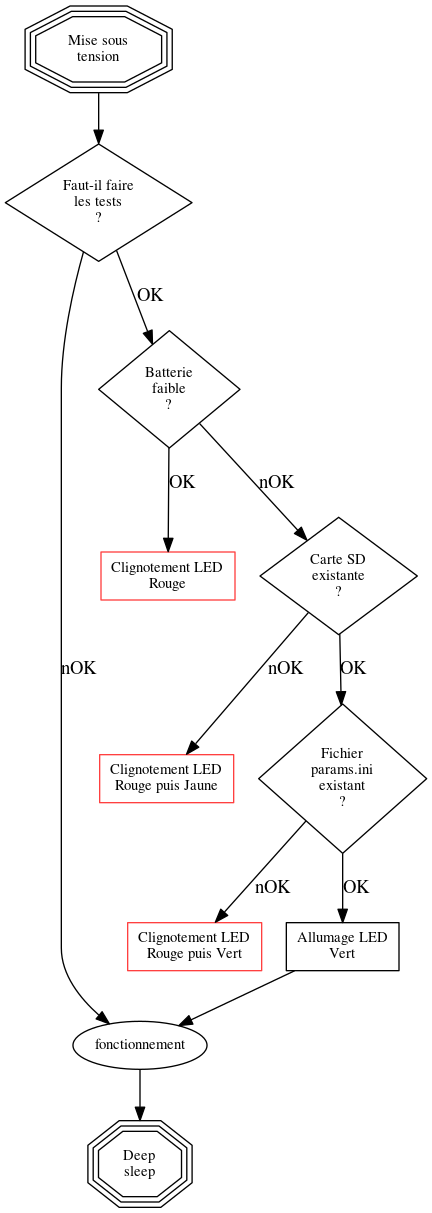 Mise sous
tension
Faut-il faire
les tests
?
OK
Batterie
faible
?
OK
nOK
Clignotement LED
Rouge
Carte SD
existante
?
nOK
nOK
OK
Clignotement LED
Rouge puis Jaune
Fichier
params.ini
existant
?
nOK
OK
Clignotement LED
Rouge puis Vert
Allumage LED
Vert
fonctionnement
Deep
sleep